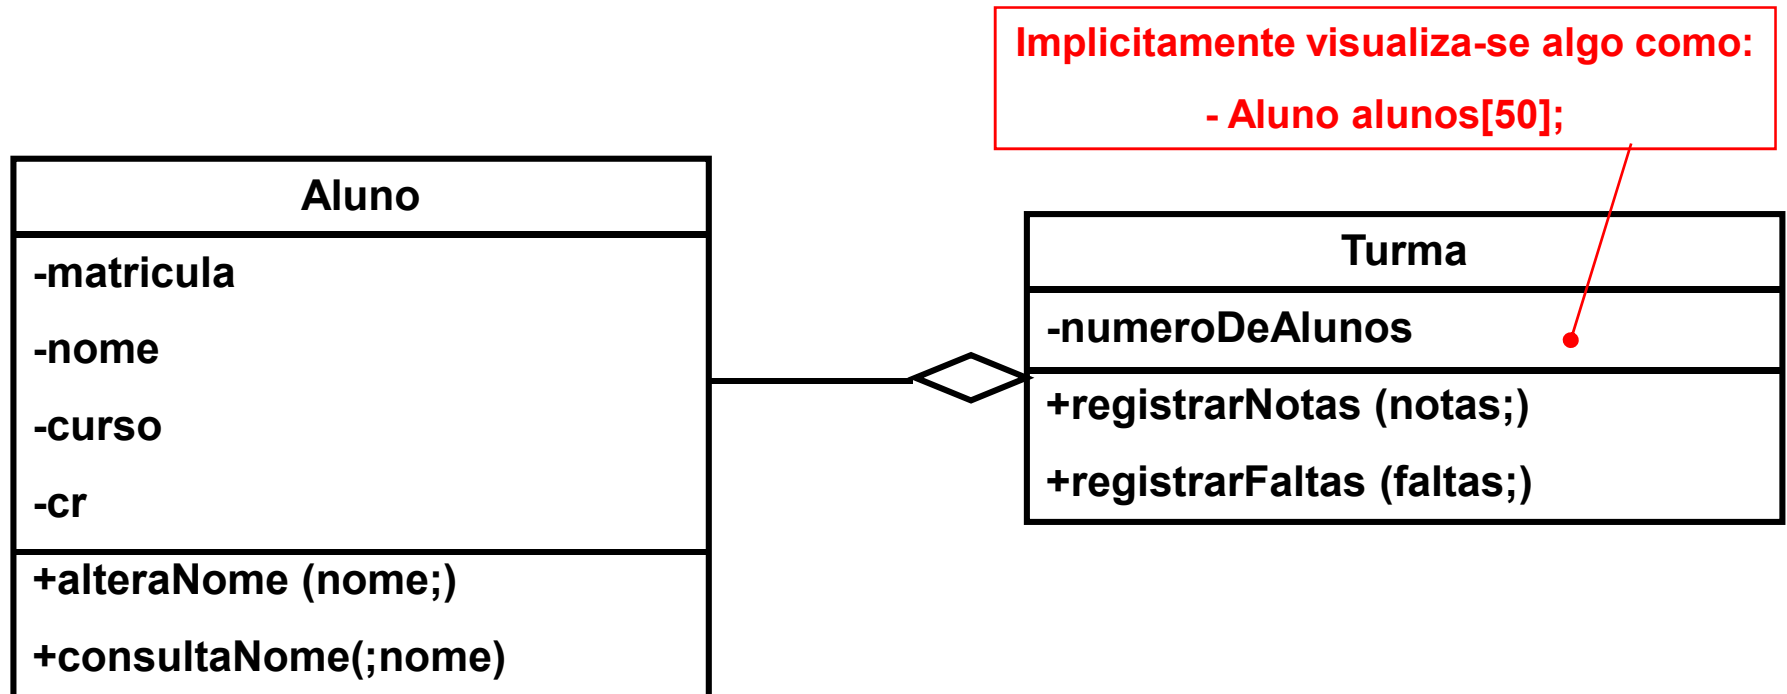 Implicitamente visualiza-se algo como:
- Aluno alunos[50];
Aluno
-matricula
-nome
-curso
-cr
+alteraNome (nome;)
+consultaNome(;nome)
Turma
-numeroDeAlunos
+registrarNotas (notas;)
+registrarFaltas (faltas;)